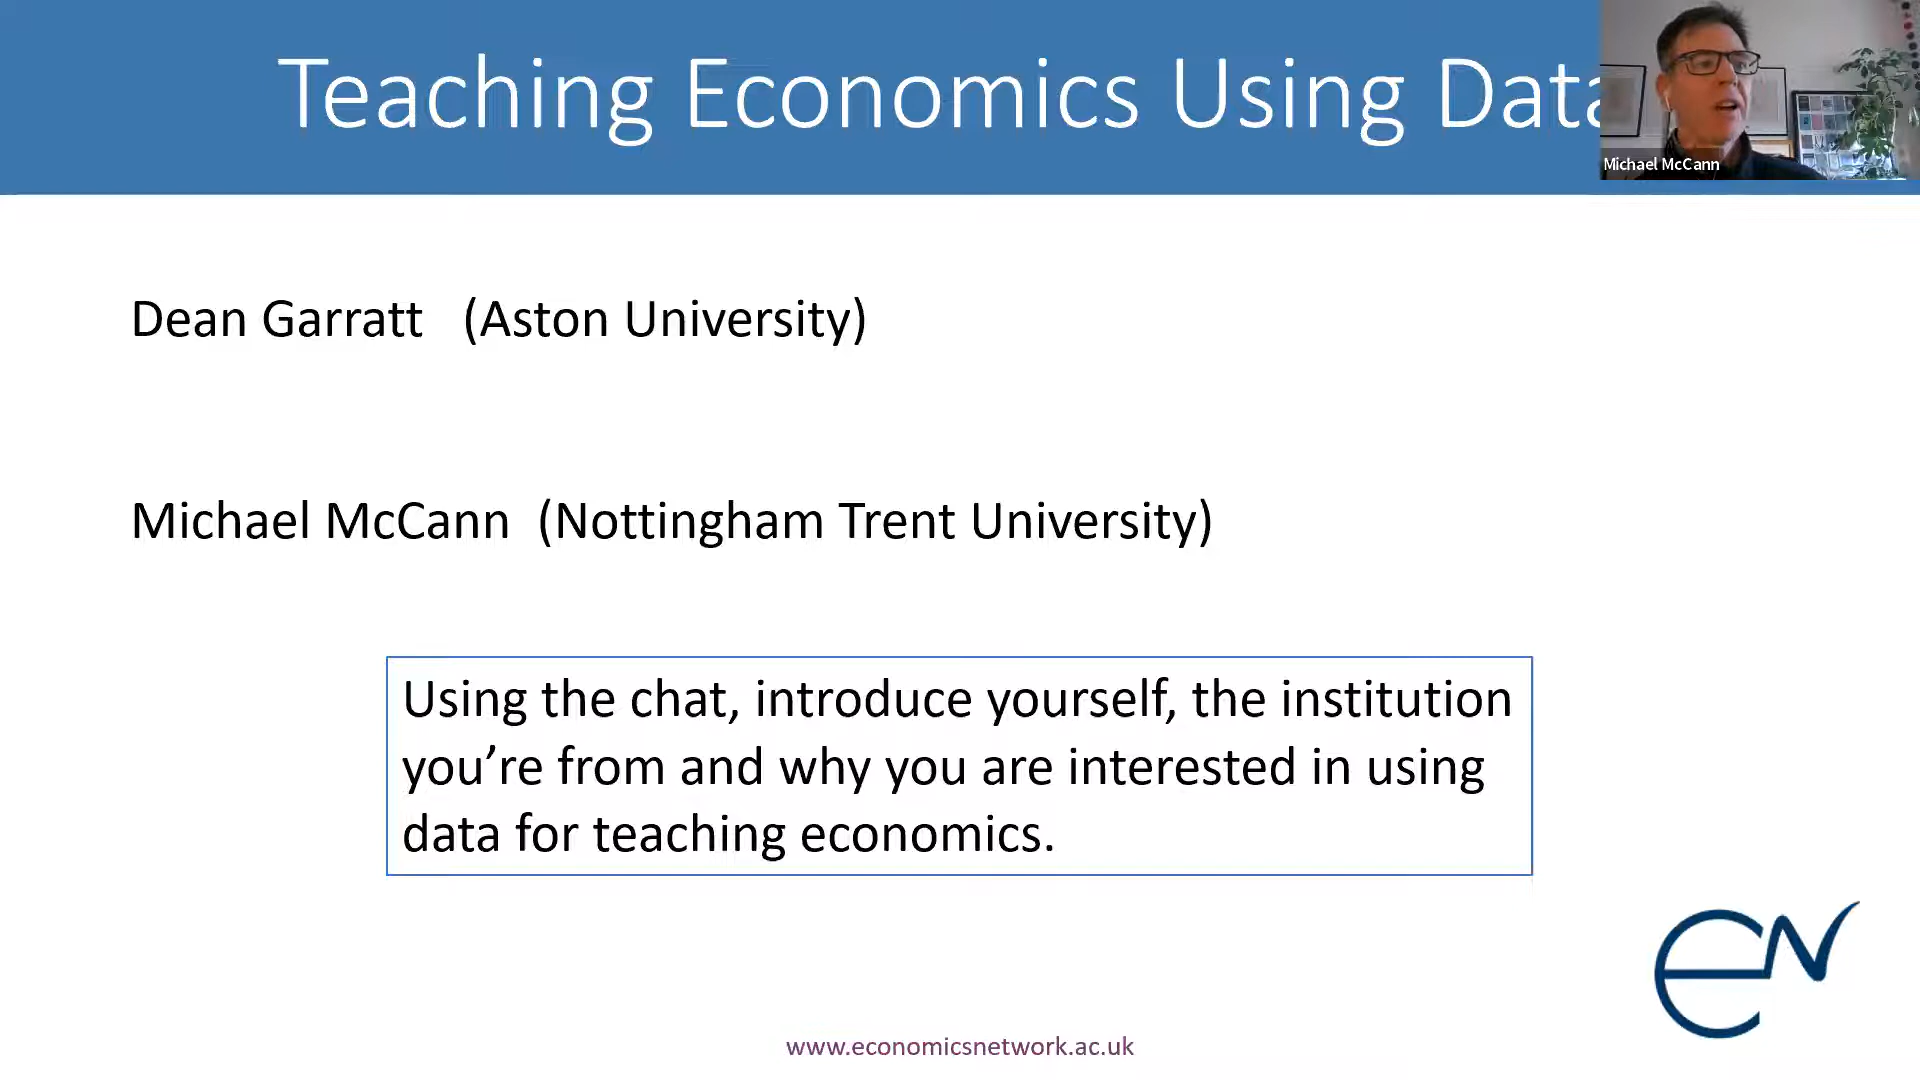 Teaching Economics Using Data
Michael McCann
Dean Garratt (Aston University)
Michael McCann (Nottingham Trent University)
Using the chat, introduce yourself, the institution
you’re from and why you are interested in using
data for teaching economics.
eN
www.economicsnetwork.ac.uk